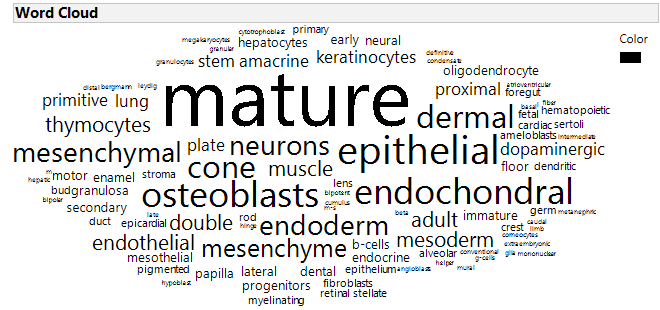 Word Cloud
Color
cytotrophoblast primary
megakaryocytes hepatocytes early neural
granular
granulocytes stem amacrine keratinocytes definitive
condensate
oligodendrocyte
distal bergmann leydig mature proximal atrioventricular
foregut
primitive lung basal fiber
dermal fetal hematopoietic
thymocytes cardiac sertoli
plate neurons epithelial ameloblasts intermediate
mesenchymal dopaminergic
cone muscle floor dendritic
m motor enamel stroma
hepatic lens
budgranulosa osteoblasts bipotent endochondral
bipolar cumulus
secondary late m-s beta germ metanephric
duct epicardial double rod endoderm adult immature caudal
hinge crest limb
endothelial mesenchyme b-cells mesoderm comeocytes
extraembryonic
mesothelial endocrine alveolar conventional glia mononuclear
helper g-cells
pigmented papilla lateral dental epithelium angioblasts mural
hypoblast progenitors fibroblasts
myelinating retinal stellate